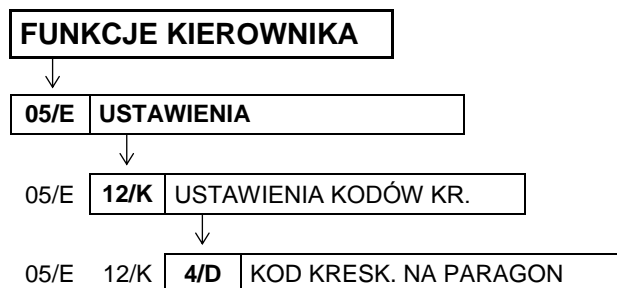 FUNKCJE KIEROWNIKA
05/E USTAWIENIA
05/E 12/K USTAWIENIA KODÓW KR.
05/E 12/K 4/D KOD KRESK. NA PARAGON